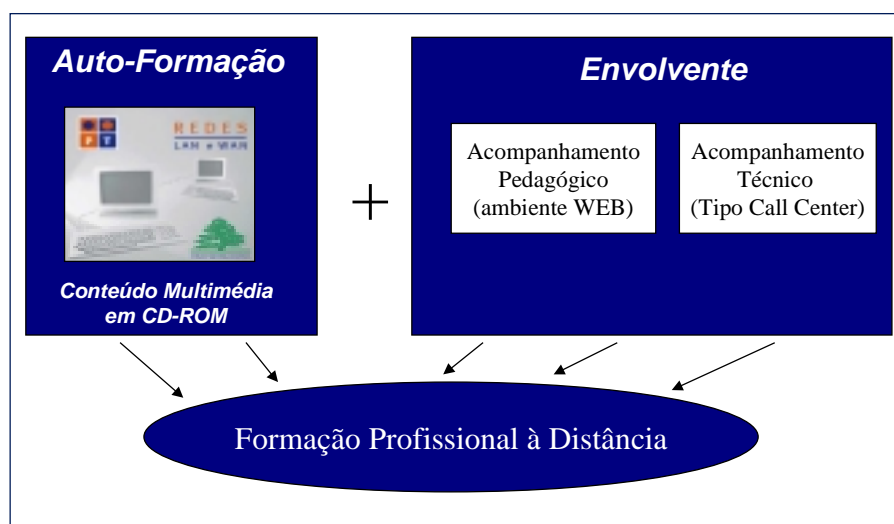 Auto-Formação
P T
REDES
LAN e WAN
Conteúdo Multimédia
em CD-ROM
+
Envolvente
Acompanhamento
Pedagógico
(ambiente WEB)
Acompanhamento
Técnico
(Tipo Call Center)
Formação Profissional à Distância